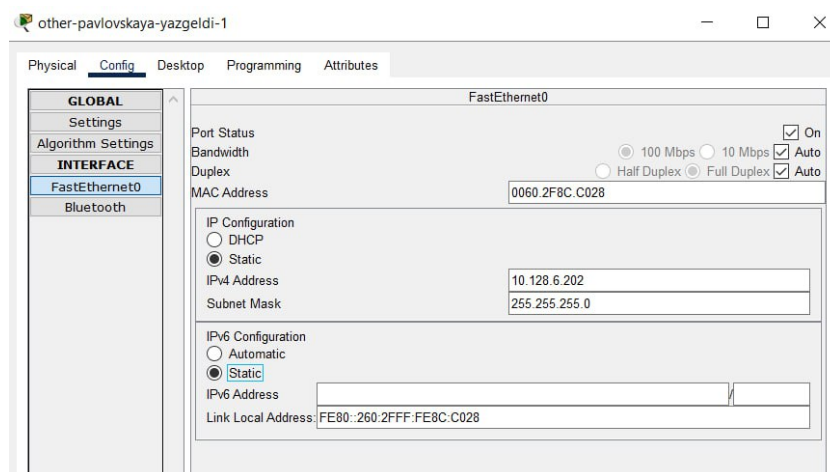 other-pavlovskaya-yazgeldi-1
Physical Config Desktop Programming Attributes
GLOBAL
Settings
Algorithm Settings
INTERFACE
FastEthernet0
Bluetooth
FastEthernet0
Port Status On
Bandwidth 100 Mbps 10 Mbps Auto
Duplex Half Duplex Full Duplex Auto
MAC Address 0060.2F8C.C028
IP Configuration
DHCP
Static
IPv4 Address 10.128.6.202
Subnet Mask 255.255.255.0
IPv6 Configuration
Automatic
Static
IPv6 Address /
Link Local Address: FE80::260:2FFF:FE8C:C028